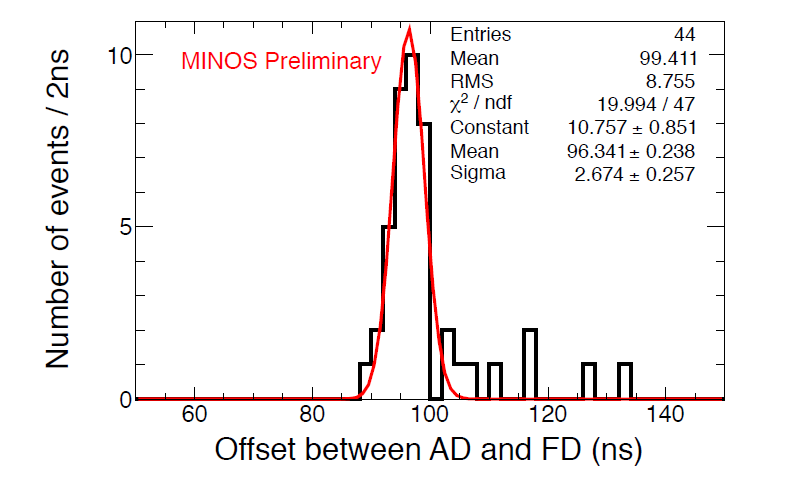 Number of events / 2ns
10
5
0
MINOS Preliminary
Entries 44
Mean 99.411
RMS 8.755
χ² / ndf 19.994 / 47
Constant 10.757 ± 0.851
Mean 96.341 ± 0.238
Sigma 2.674 ± 0.257
60 80 100 120 140
Offset between AD and FD (ns)